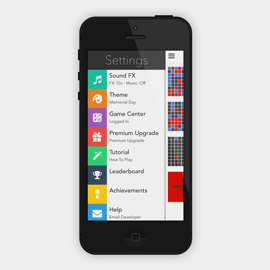 Settings
Sound FX
FX: On · Music: Off
Theme
Memorial Day
Game Center
Logged In
Premium Upgrade
Premium Upgrade
Tutorial
How To Play
Leaderboard
Achievements
Help
Email Developer